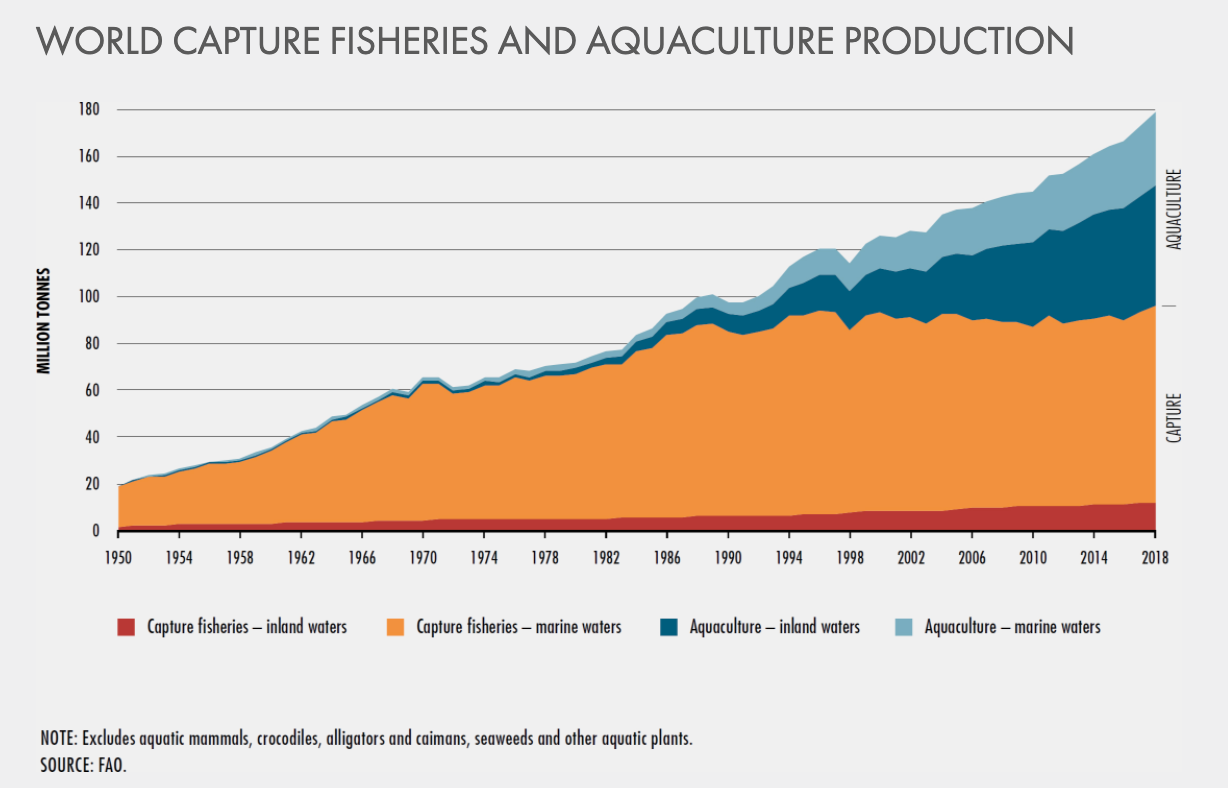 WORLD CAPTURE FISHERIES AND AQUACULTURE PRODUCTION
180
160
140
120
100
80
60
40
20
0
MILLION TONNES
AQUACULTURE
CAPTURE
1950 1954 1958 1962 1966 1970 1974 1978 1982 1986 1990 1994 1998 2002 2006 2010 2014 2018
Capture fisheries – inland waters Capture fisheries – marine waters Aquaculture – inland waters Aquaculture – marine waters
NOTE: Excludes aquatic mammals, crocodiles, alligators and caimans, seaweeds and other aquatic plants.
SOURCE: FAO.